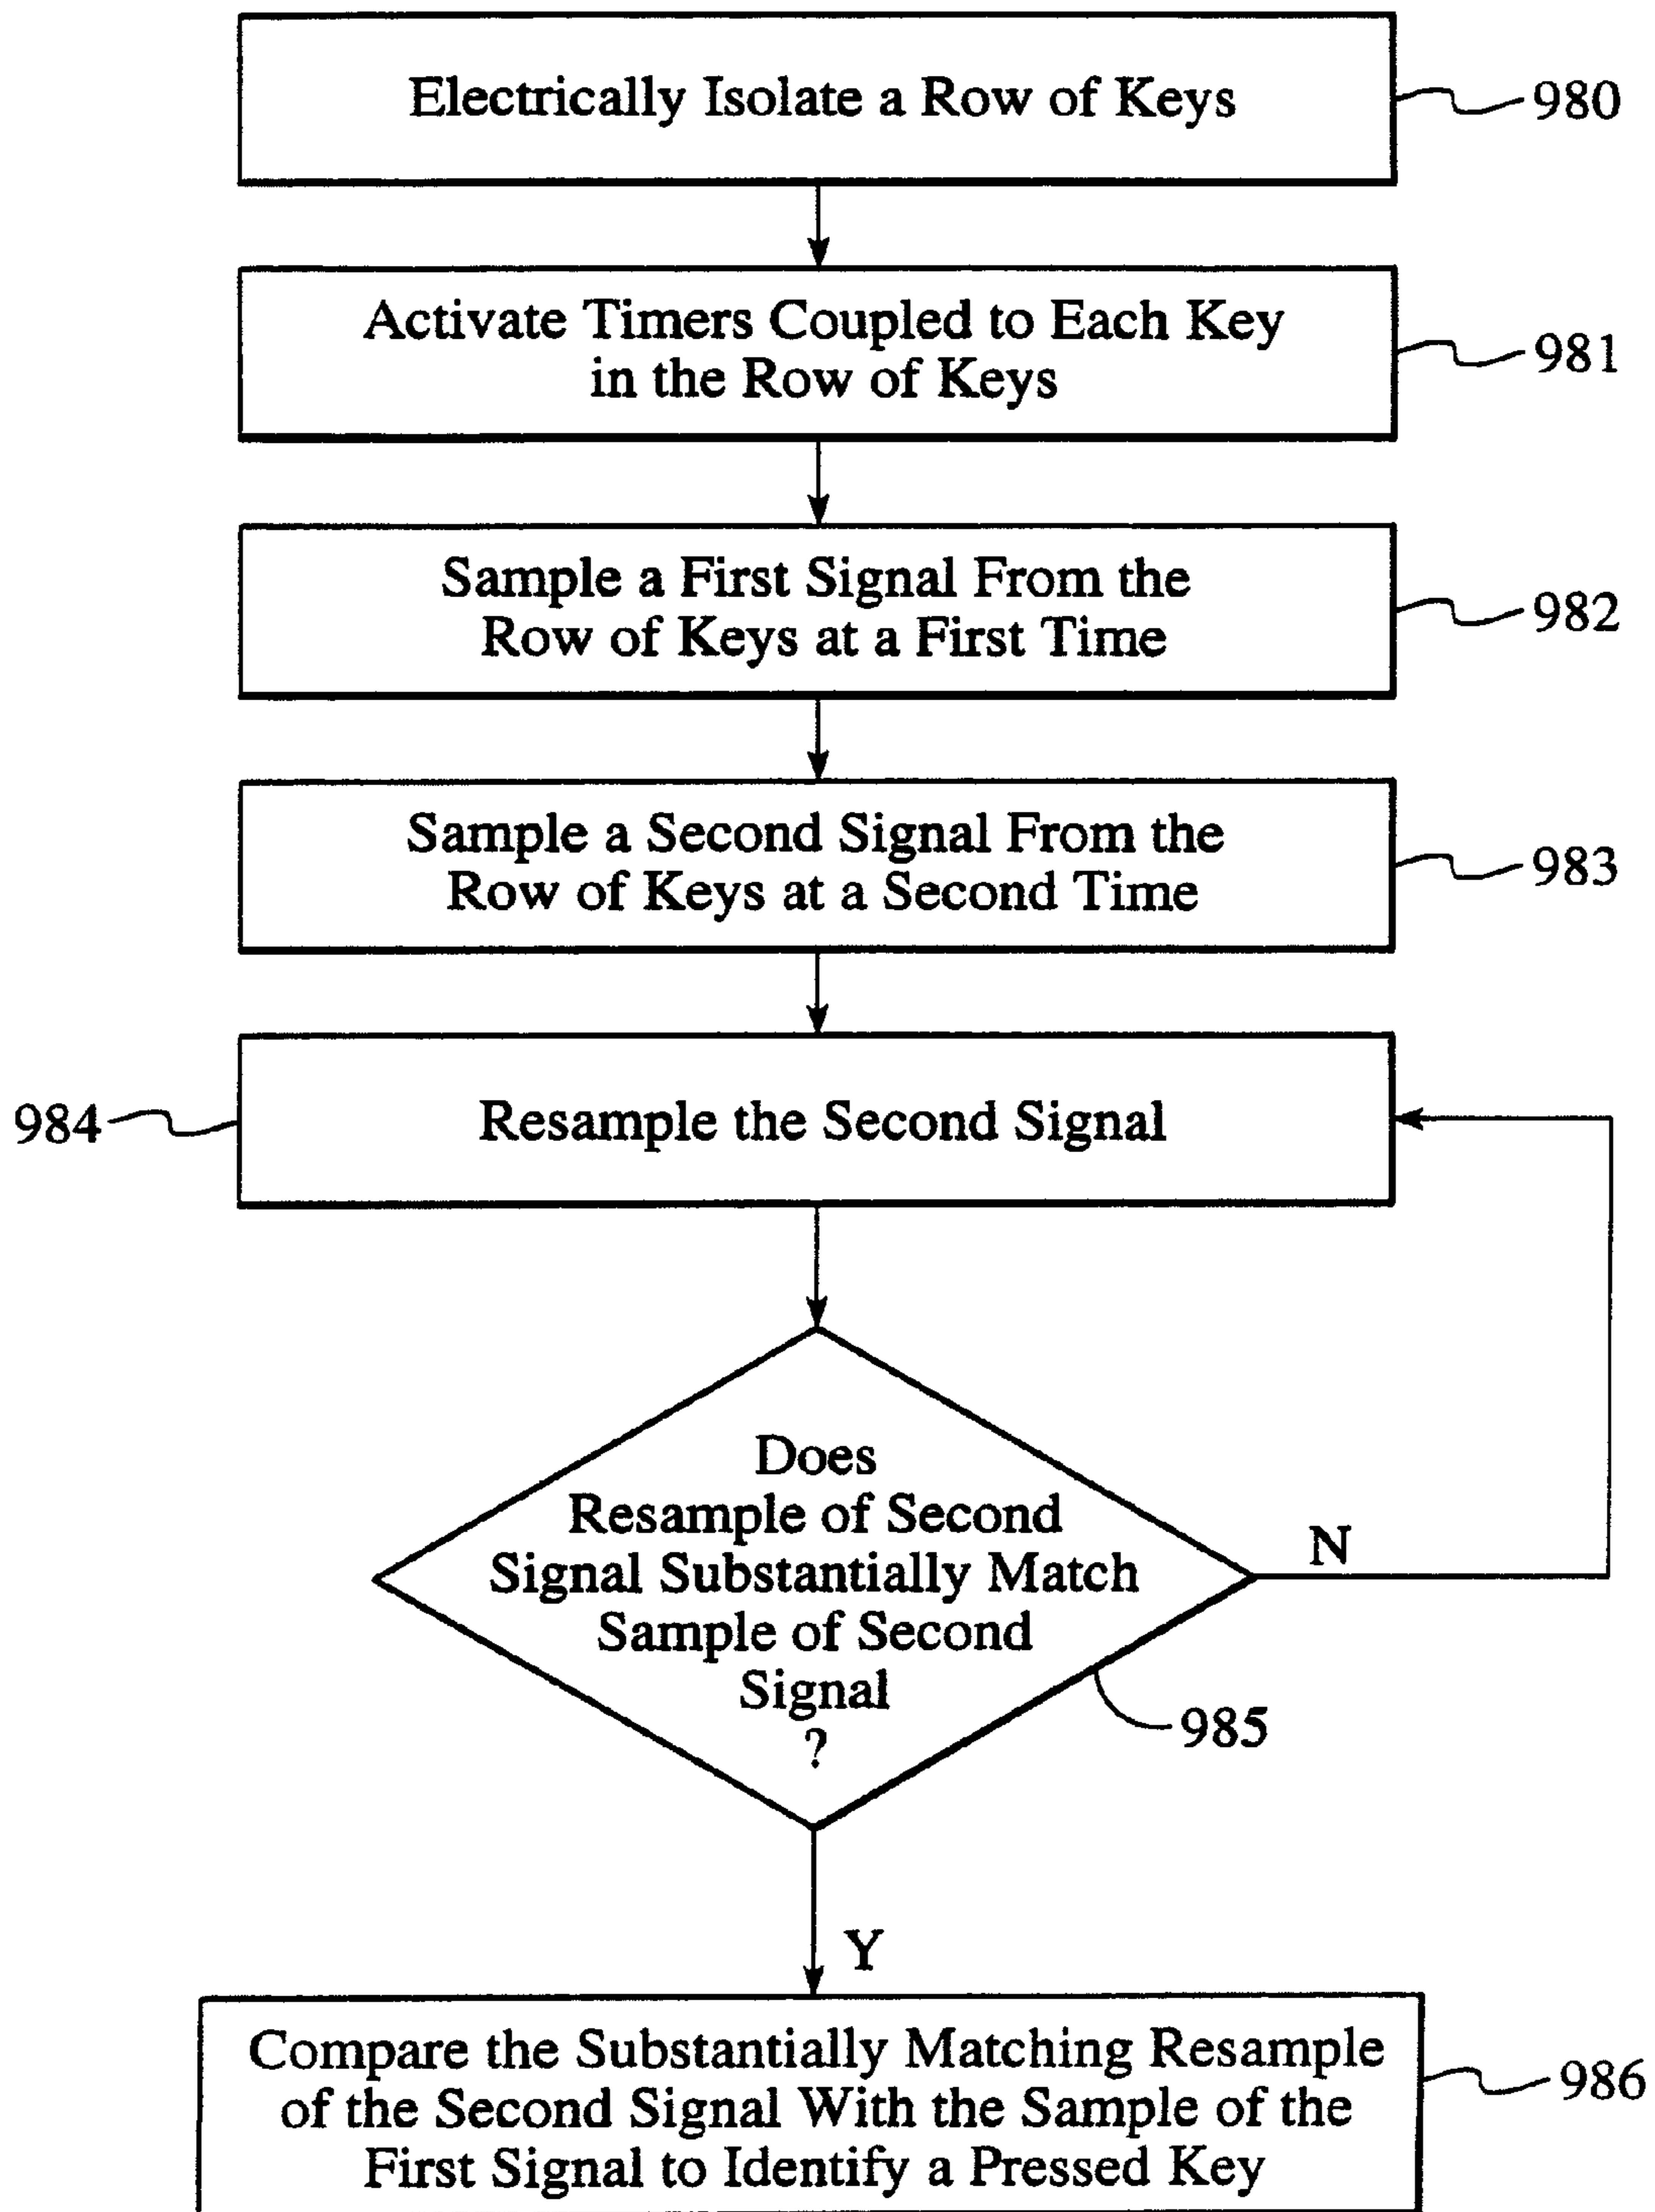 Electrically Isolate a Row of Keys
980
Activate Timers Coupled to Each Key
in the Row of Keys
981
Sample a First Signal From the
Row of Keys at a First Time
982
Sample a Second Signal From the
Row of Keys at a Second Time
983
984
Resample the Second Signal
Does
Resample of Second
Signal Substantially Match
Sample of Second
Signal
?
N
985
Y
Compare the Substantially Matching Resample
of the Second Signal With the Sample of the
First Signal to Identify a Pressed Key
986